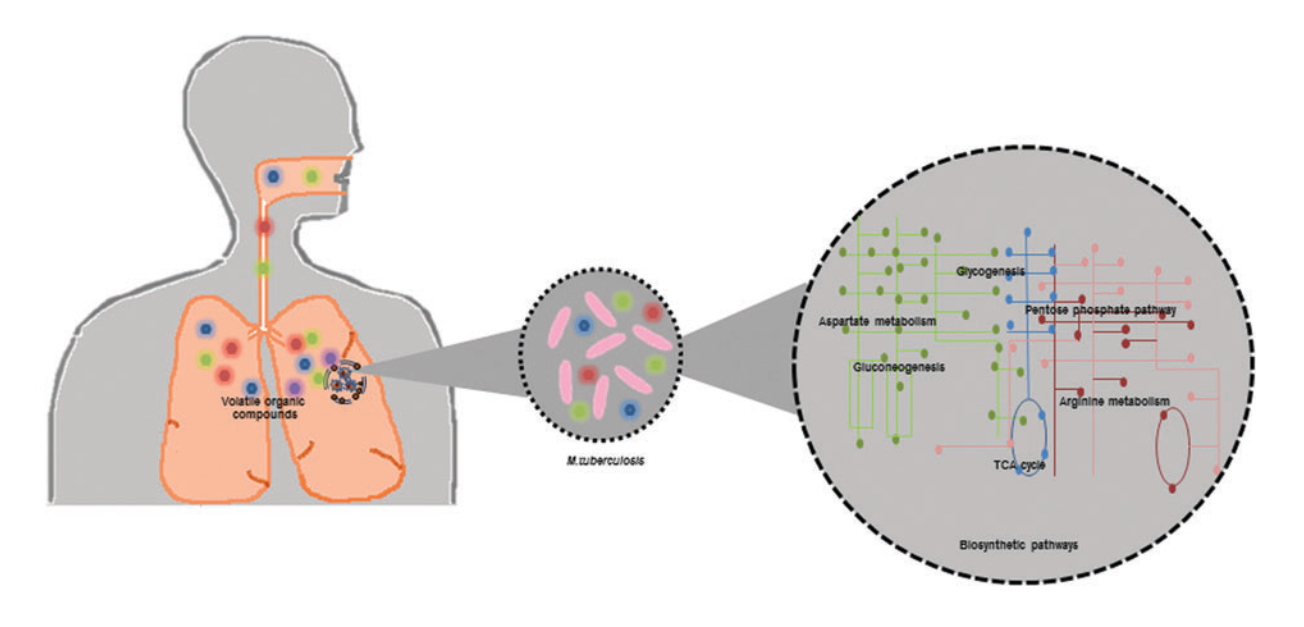 Volatile organic
compounds
M.tuberculosis
Glycogenesis
Pentose phosphate pathway
Aspartate metabolism
Gluconeogenesis
Arginine metabolism
TCA cycle
Biosynthetic pathways